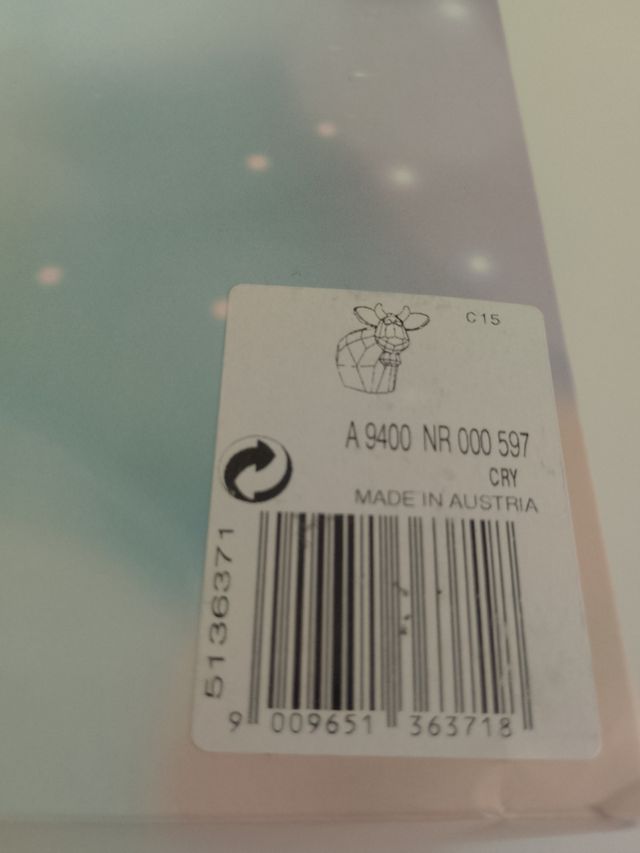 C15
A 9400 NR 000 597
CRY
MADE IN AUSTRIA
5136371
9 009651 363718